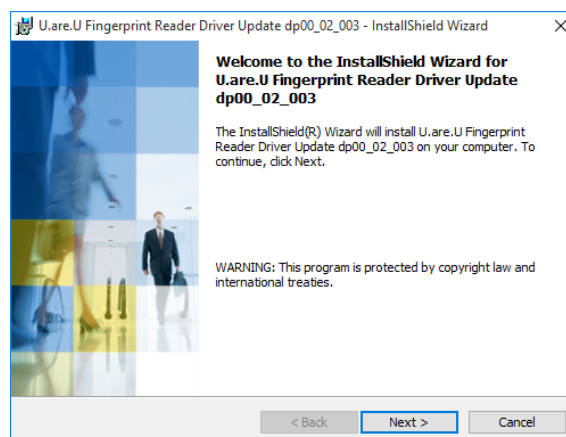 U.are.U Fingerprint Reader Driver Update dp00_02_003 - InstallShield Wizard
Welcome to the InstallShield Wizard for
U.are.U Fingerprint Reader Driver Update
dp00_02_003
The InstallShield(R) Wizard will install U.are.U Fingerprint
Reader Driver Update dp00_02_003 on your computer. To
continue, click Next.
WARNING: This program is protected by copyright law and
international treaties.
< Back Next > Cancel